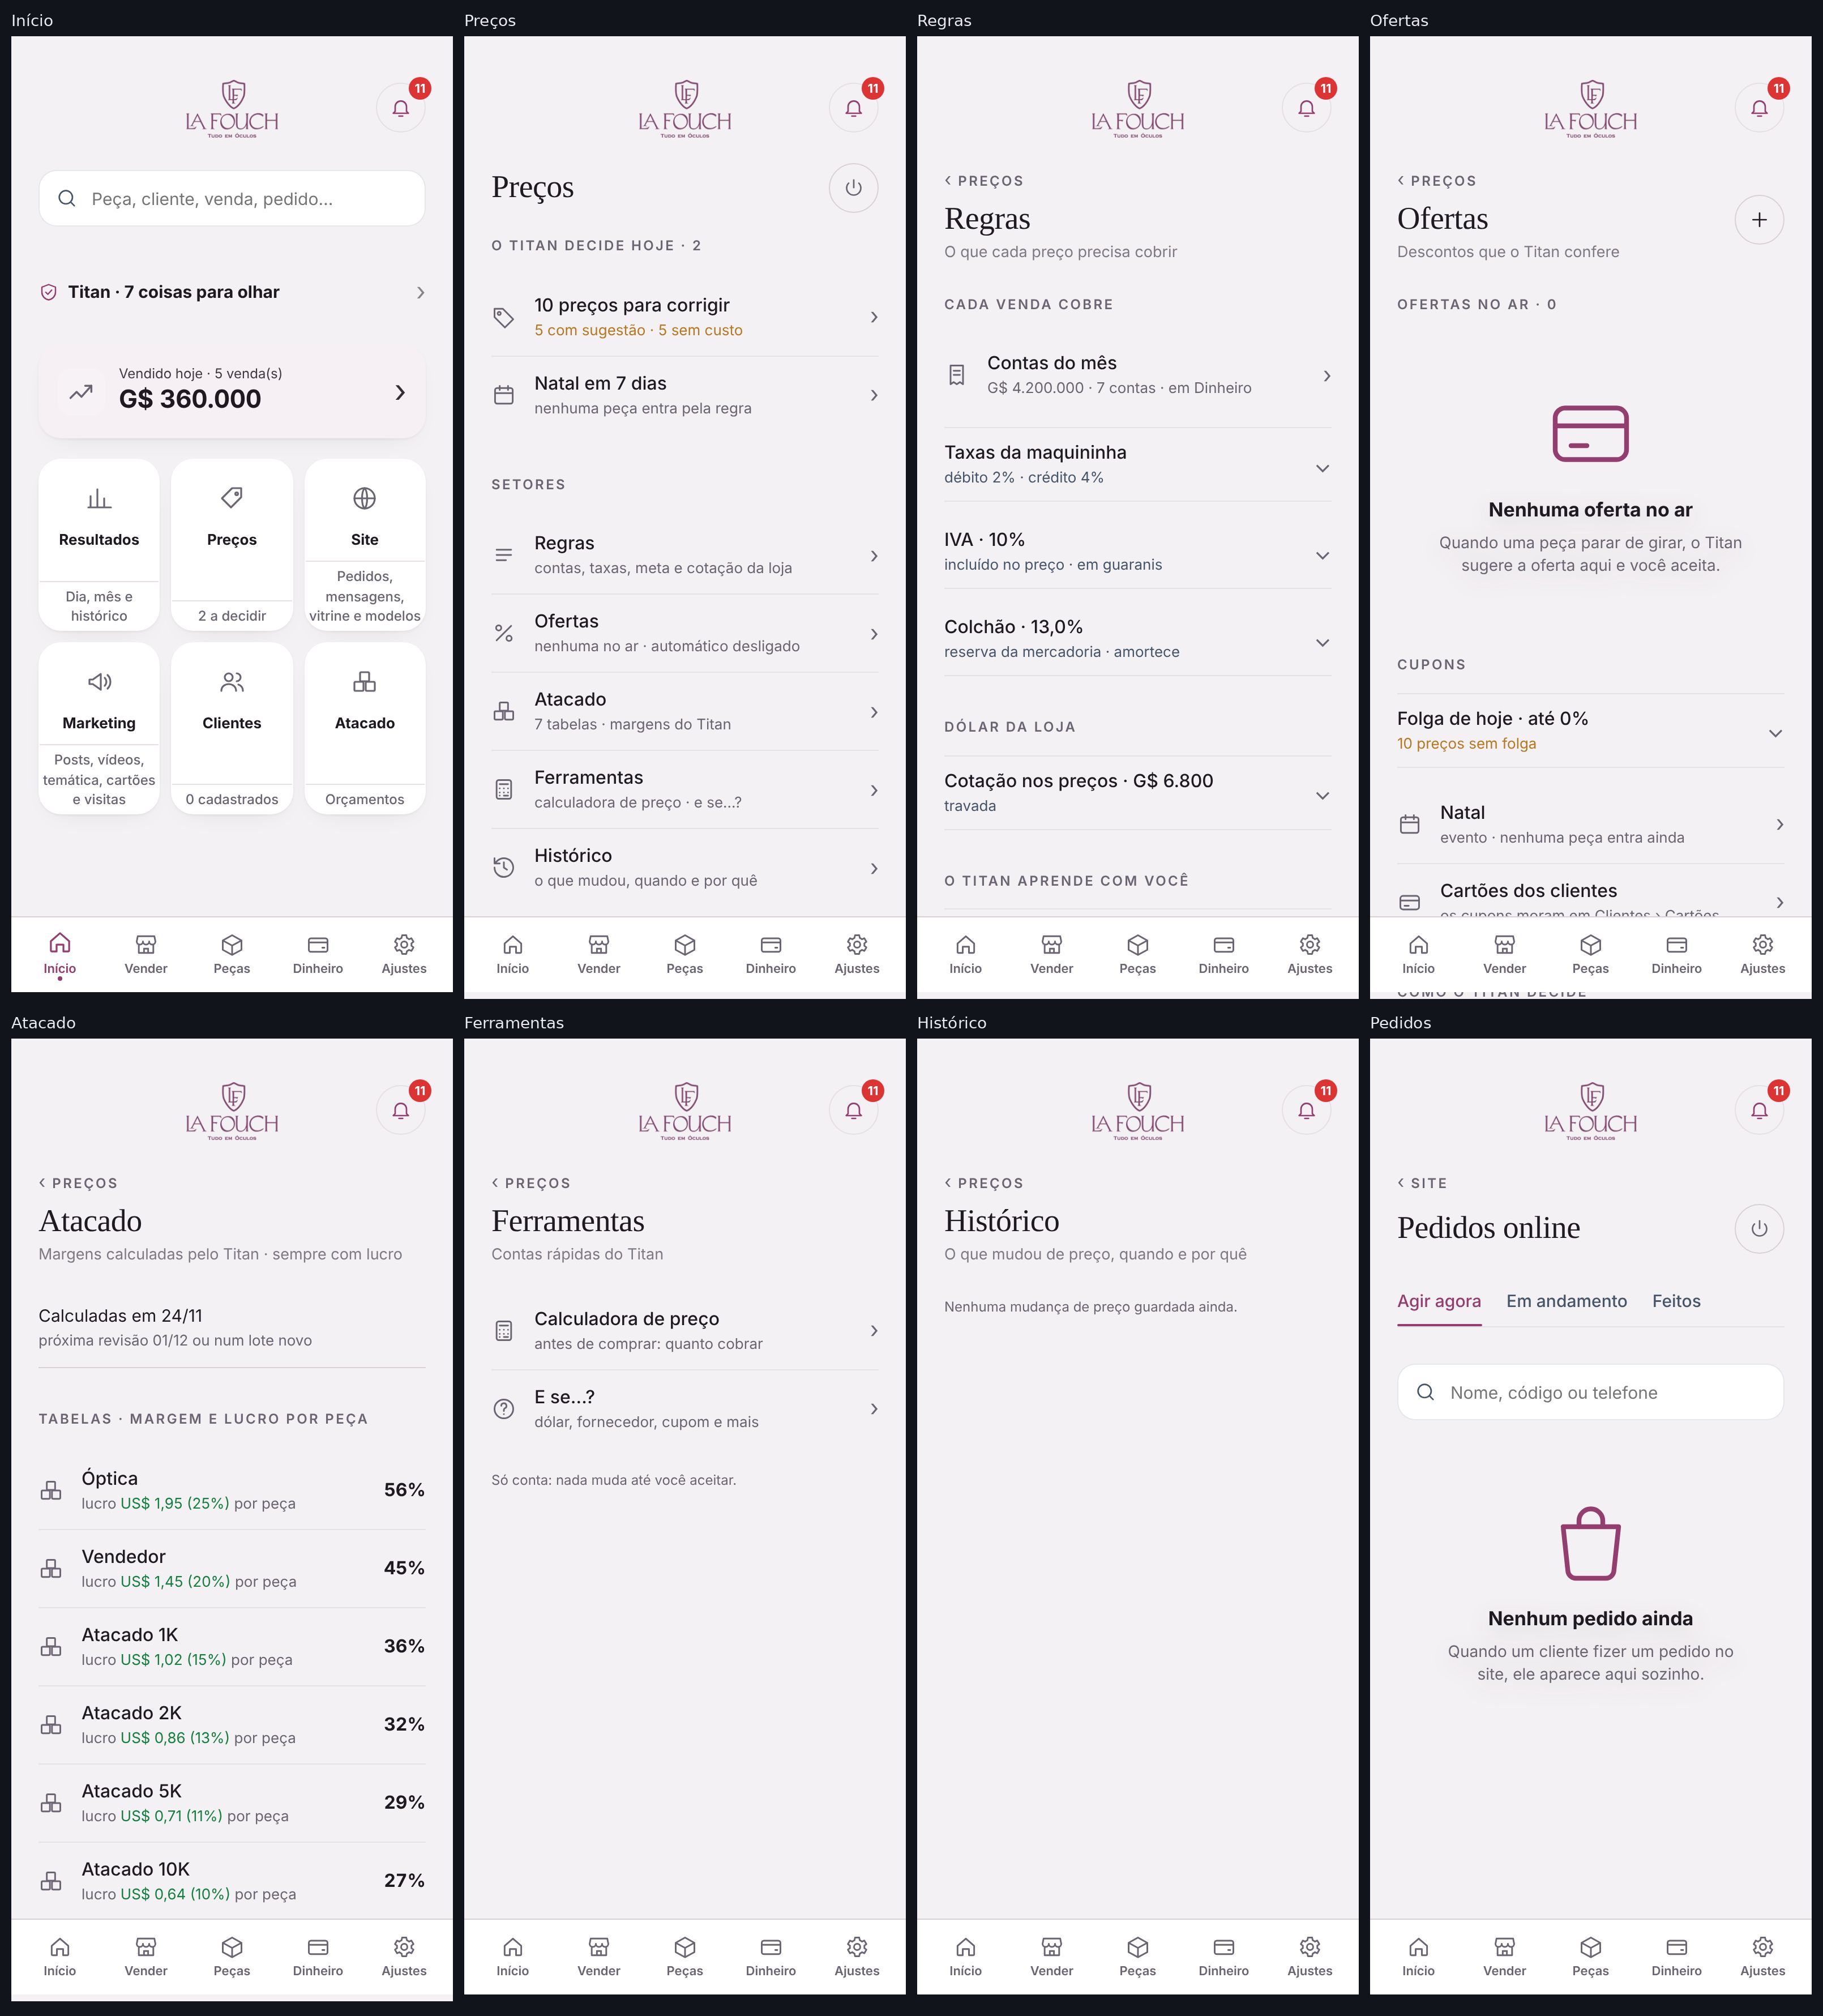 Início
11
LF
LA FOUCH
Tudo em Óculos
Peça, cliente, venda, pedido...
Titan · 7 coisas para olhar
Vendido hoje · 5 venda(s)
G$ 360.000
Resultados
Dia, mês e
histórico
Preços
2 a decidir
Site
Pedidos,
mensagens,
vitrine e modelos
Marketing
Posts, vídeos,
temática, cartões
e visitas
Clientes
0 cadastrados
Atacado
Orçamentos
Início
Vender
Peças
Dinheiro
Ajustes
Preços
11
LF
LA FOUCH
Tudo em Óculos
Preços
O TITAN DECIDE HOJE · 2
10 preços para corrigir
5 com sugestão · 5 sem custo
Natal em 7 dias
nenhuma peça entra pela regra
SETORES
Regras
contas, taxas, meta e cotação da loja
Ofertas
nenhuma no ar · automático desligado
Atacado
7 tabelas · margens do Titan
Ferramentas
calculadora de preço · e se...?
Histórico
o que mudou, quando e por quê
Início
Vender
Peças
Dinheiro
Ajustes
Regras
11
LF
LA FOUCH
Tudo em Óculos
‹ PREÇOS
Regras
O que cada preço precisa cobrir
CADA VENDA COBRE
Contas do mês
G$ 4.200.000 · 7 contas · em Dinheiro
Taxas da maquininha
débito 2% · crédito 4%
IVA · 10%
incluído no preço · em guaranis
Colchão · 13,0%
reserva da mercadoria · amortece
DÓLAR DA LOJA
Cotação nos preços · G$ 6.800
travada
O TITAN APRENDE COM VOCÊ
Início
Vender
Peças
Dinheiro
Ajustes
Ofertas
11
LF
LA FOUCH
Tudo em Óculos
‹ PREÇOS
Ofertas
Descontos que o Titan confere
OFERTAS NO AR · 0
Nenhuma oferta no ar
Quando uma peça parar de girar, o Titan
sugere a oferta aqui e você aceita.
CUPONS
Folga de hoje · até 0%
10 preços sem folga
Natal
evento · nenhuma peça entra ainda
Cartões dos clientes
os cupons moram em Clientes › Cartões
Início
Vender
Peças
Dinheiro
Ajustes
COMO O TITAN DECIDE
Atacado
11
LF
LA FOUCH
Tudo em Óculos
‹ PREÇOS
Atacado
Margens calculadas pelo Titan · sempre com lucro
Calculadas em 24/11
próxima revisão 01/12 ou num lote novo
TABELAS · MARGEM E LUCRO POR PEÇA
Óptica
56%
lucro US$ 1,95 (25%) por peça
Vendedor
45%
lucro US$ 1,45 (20%) por peça
Atacado 1K
36%
lucro US$ 1,02 (15%) por peça
Atacado 2K
32%
lucro US$ 0,86 (13%) por peça
Atacado 5K
29%
lucro US$ 0,71 (11%) por peça
Atacado 10K
27%
lucro US$ 0,64 (10%) por peça
Início
Vender
Peças
Dinheiro
Ajustes
Ferramentas
11
LF
LA FOUCH
Tudo em Óculos
‹ PREÇOS
Ferramentas
Contas rápidas do Titan
Calculadora de preço
antes de comprar: quanto cobrar
E se...?
dólar, fornecedor, cupom e mais
Só conta: nada muda até você aceitar.
Início
Vender
Peças
Dinheiro
Ajustes
Histórico
11
LF
LA FOUCH
Tudo em Óculos
‹ PREÇOS
Histórico
O que mudou de preço, quando e por quê
Nenhuma mudança de preço guardada ainda.
Início
Vender
Peças
Dinheiro
Ajustes
Pedidos
11
LF
LA FOUCH
Tudo em Óculos
‹ SITE
Pedidos online
Agir agora
Em andamento
Feitos
Nome, código ou telefone
Nenhum pedido ainda
Quando um cliente fizer um pedido no
site, ele aparece aqui sozinho.
Início
Vender
Peças
Dinheiro
Ajustes